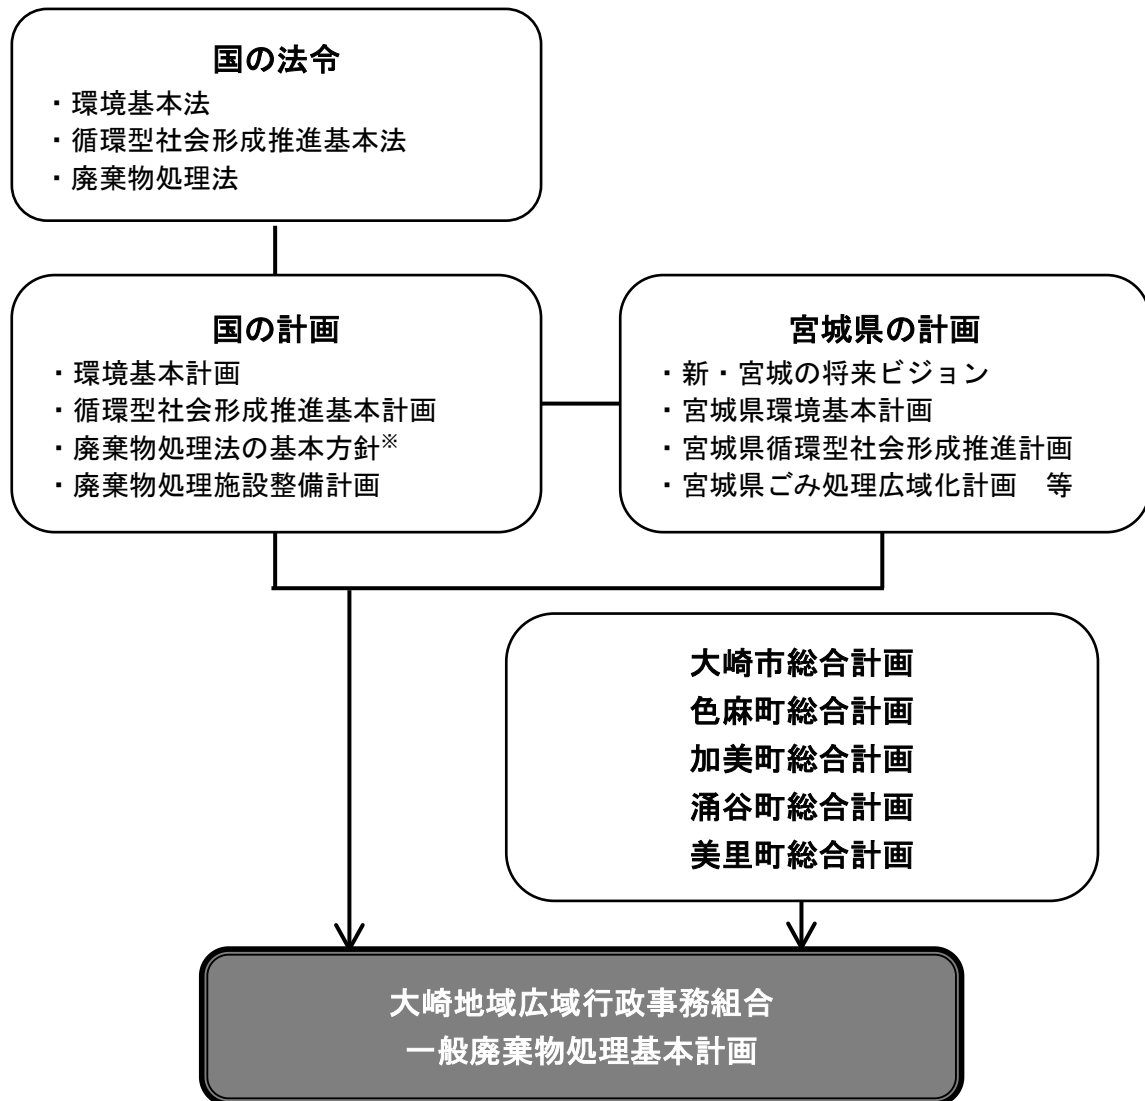 国の法令
・環境基本法
・循環型社会形成推進基本法
・廃棄物処理法
国の計画
・環境基本計画
・循環型社会形成推進基本計画
・廃棄物処理法の基本方針※
・廃棄物処理施設整備計画
宮城県の計画
・新・宮城の将来ビジョン
・宮城県環境基本計画
・宮城県循環型社会形成推進計画
・宮城県ごみ処理広域化計画　等
大崎市総合計画
色麻町総合計画
加美町総合計画
涌谷町総合計画
美里町総合計画
大崎地域広域行政事務組合
一般廃棄物処理基本計画